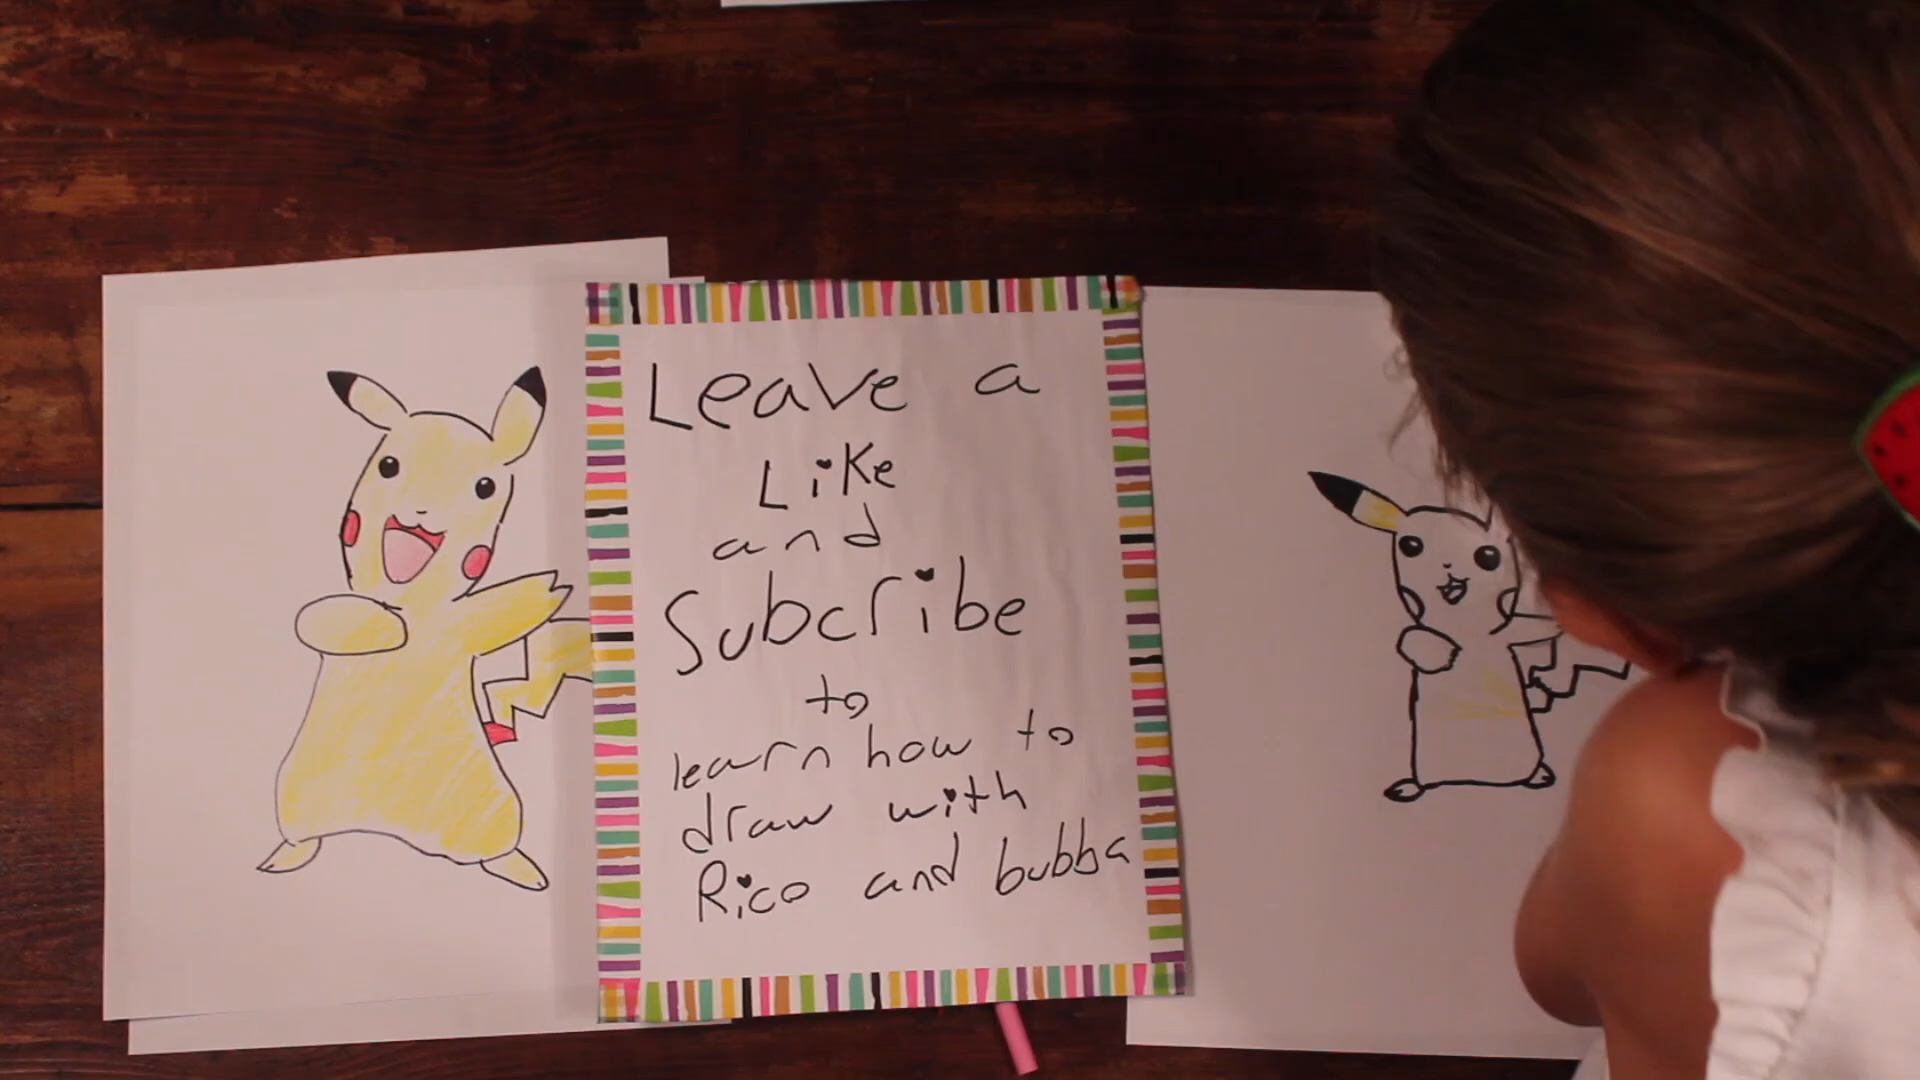 Leave a
Like
and
Subcribe
to
learn how to
draw with
Rico and bubba